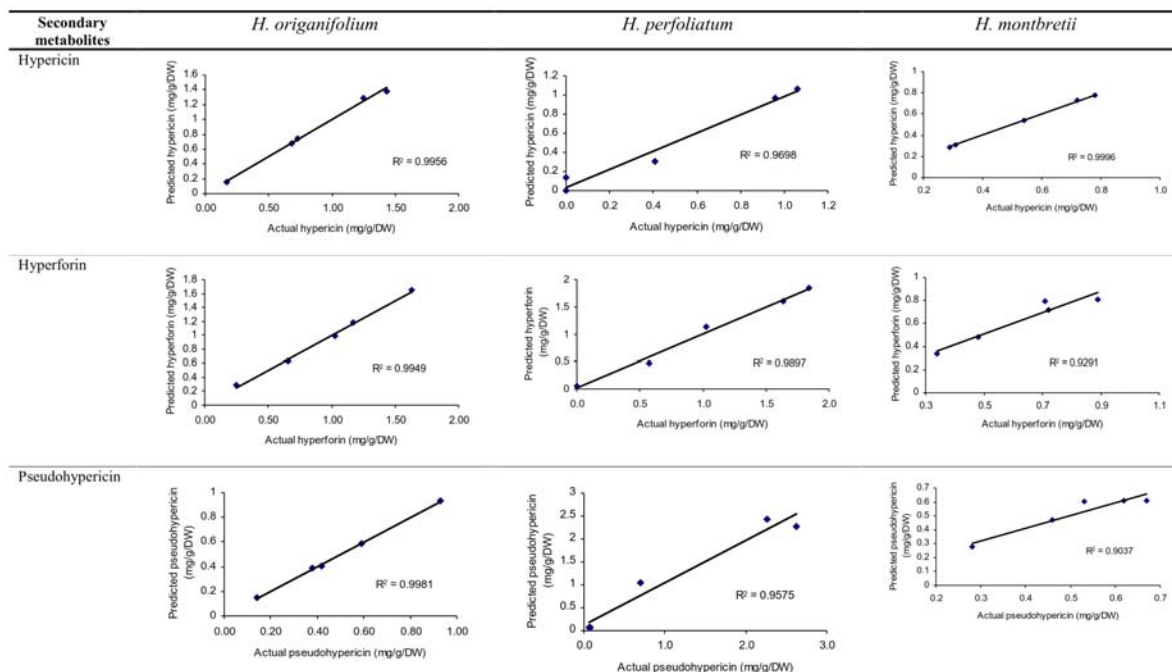 Secondary metabolites H. origanifolium H. perfoliatum H. montbretii
Hypericin
Predicted hypericin (mg/g/DW)
1.6
1.4
1.2
1
0.8
0.6
0.4
0.2
0
R² = 0.9956
0.00 0.50 1.00 1.50 2.00
Actual hypericin (mg/g/DW)
Predicted hypericin (mg/g/DW)
1.2
1
0.8
0.6
0.4
0.2
0
R² = 0.9698
0.0 0.2 0.4 0.6 0.8 1.0 1.2
Actual hypericin (mg/g/DW)
Predicted hypericin (mg/g/DW)
1
0.8
0.6
0.4
0.2
0
R² = 0.9996
0.2 0.4 0.6 0.8 1.0
Actual hypericin (mg/g/DW)
Hyperforin
Predicted hyperforin (mg/g/DW)
1.8
1.6
1.4
1.2
1
0.8
0.6
0.4
0.2
0
R² = 0.9949
0.00 0.50 1.00 1.50 2.00
Actual hyperforin (mg/g/DW)
Predicted hyperforin
(mg/g/DW)
2
1.5
1
0.5
0
R² = 0.9897
0.0 0.5 1.0 1.5 2.0
Actual hyperforin (mg/g/DW)
Predicted hyperforin (mg/g/DW)
1
0.8
0.6
0.4
0.2
0
R² = 0.9291
0.3 0.5 0.7 0.9 1.1
Actual hyperforin (mg/g/DW)
Pseudohypericin
Predicted pseudohypericin
(mg/g/DW)
1
0.8
0.6
0.4
0.2
0
R² = 0.9981
0.00 0.20 0.40 0.60 0.80 1.00
Actual pseudohypericin (mg/g/DW)
Predicted pseudohypericin
(mg/g/DW)
3
2.5
2
1.5
1
0.5
0
R² = 0.9575
0.0 1.0 2.0 3.0
Actual pseudohypericin (mg/g/DW)
Predicted pseudohypericin
(mg/g/DW)
0.7
0.6
0.5
0.4
0.3
0.2
0.1
0
R² = 0.9037
0.2 0.3 0.4 0.5 0.6 0.7
Actual pseudohypericin (mg/g/DW)